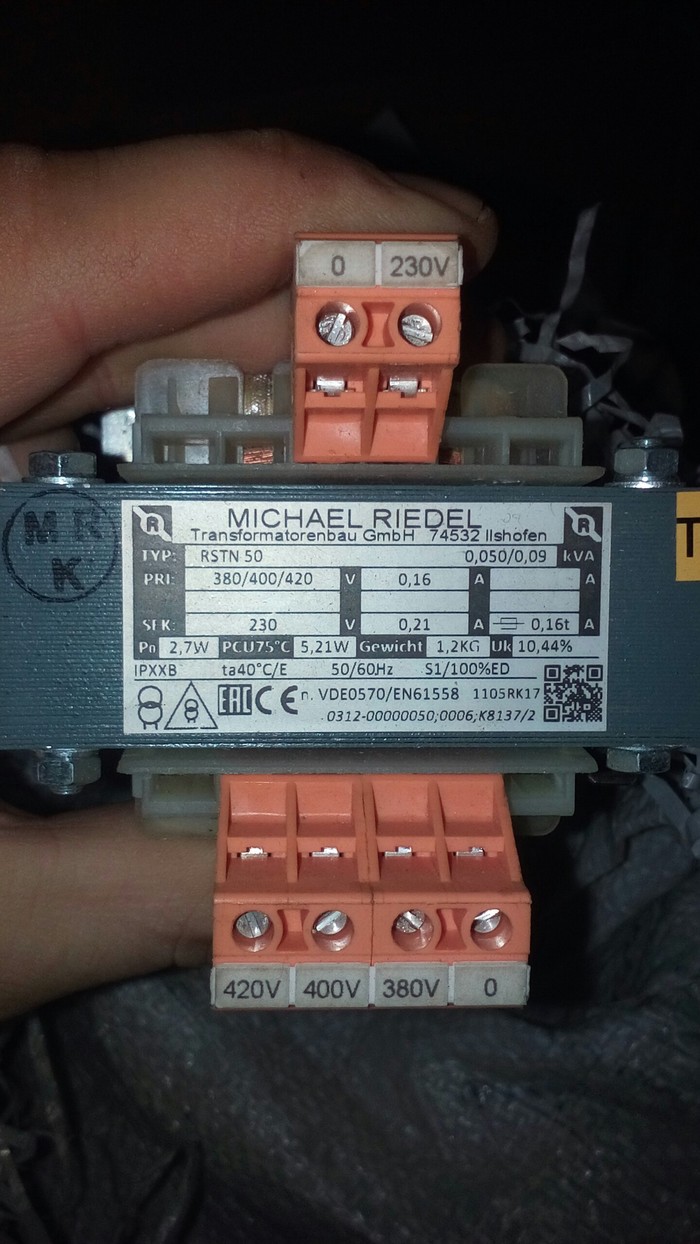 0 230V
MRK
T
R MICHAEL RIEDEL R
Transformatorenbau GmbH 74532 Ilshofen
TYP: RSTN 50 0,050/0,09 kVA
PRI: 380/400/420 V 0,16 A A
SEK: 230 V 0,21 A 0,16t A
Pn 2,7W PCU75°C 5,21W Gewicht 1,2KG Uk 10,44%
IPXXB ta40°C/E 50/60Hz S1/100%ED
EAC CE n. VDE0570/EN61558 1105RK17
0312-00000050;0006;K8137/2
420V 400V 380V 0